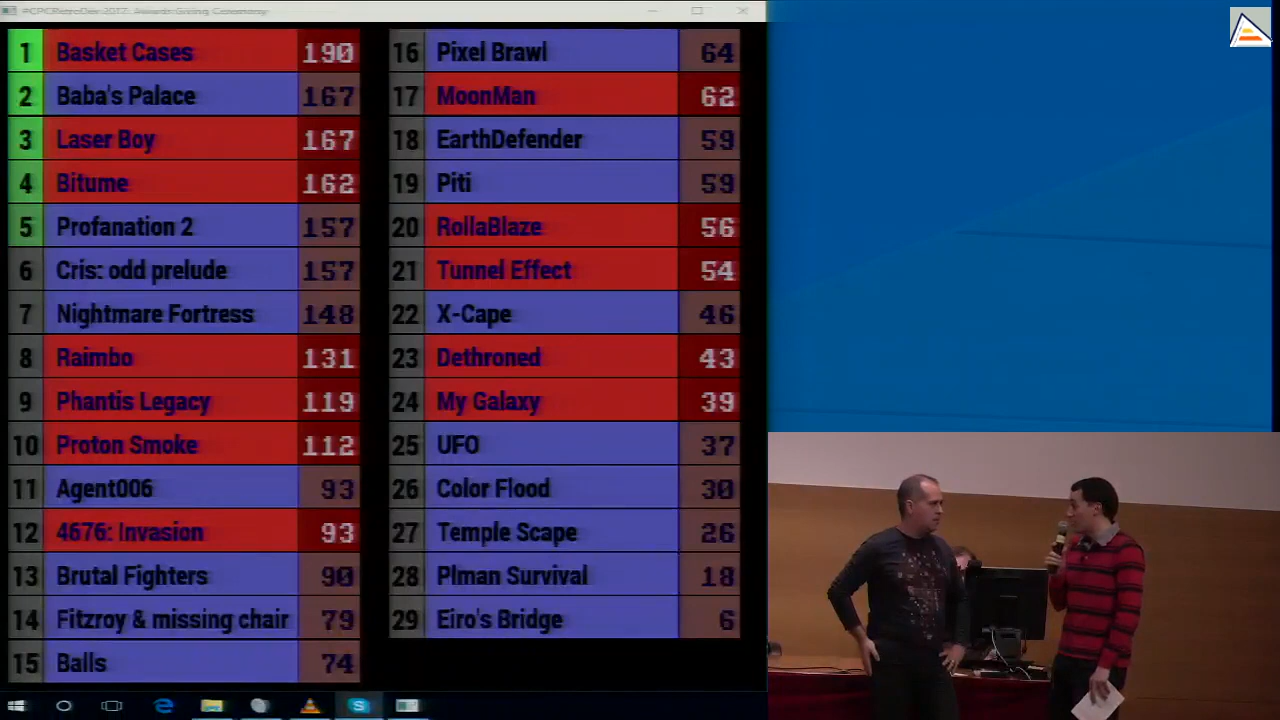 #CPCRetroDev 2017: Awards Giving Ceremony
1 Basket Cases 190
2 Baba's Palace 167
3 Laser Boy 167
4 Bitume 162
5 Profanation 2 157
6 Cris: odd prelude 157
7 Nightmare Fortress 148
8 Raimbo 131
9 Phantis Legacy 119
10 Proton Smoke 112
11 Agent006 93
12 4676: Invasion 93
13 Brutal Fighters 90
14 Fitzroy & missing chair 79
15 Balls 74
16 Pixel Brawl 64
17 MoonMan 62
18 EarthDefender 59
19 Piti 59
20 RollaBlaze 56
21 Tunnel Effect 54
22 X-Cape 46
23 Dethroned 43
24 My Galaxy 39
25 UFO 37
26 Color Flood 30
27 Temple Scape 26
28 Plman Survival 18
29 Eiro's Bridge 6